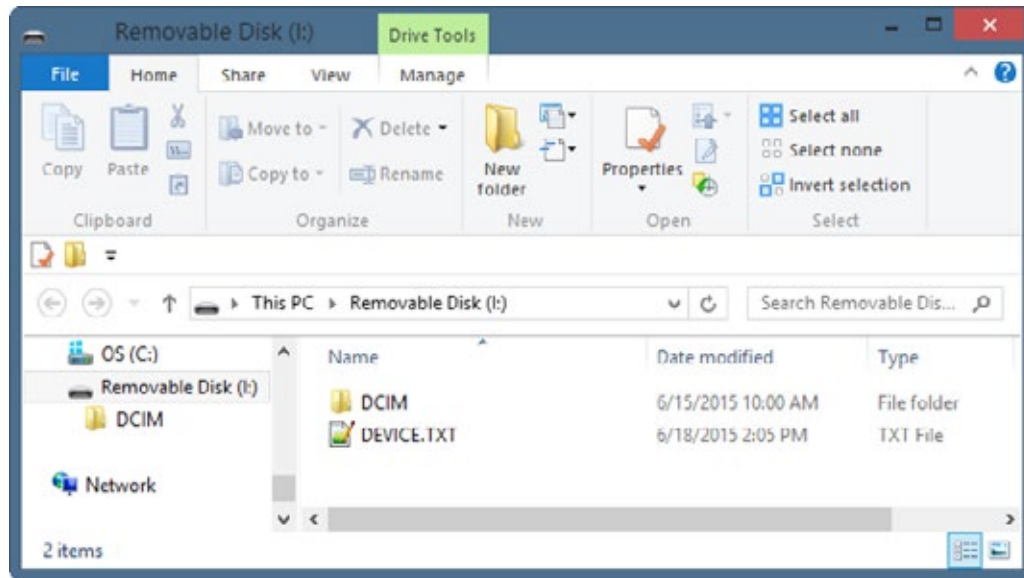 Removable Disk (I:)
Drive Tools
File Home Share View Manage
Copy
Paste
Move to
Copy to
Delete
Rename
New
folder
Properties
Select all
Select none
Invert selection
Clipboard Organize New Open Select
This PC Removable Disk (I:)
Search Removable Dis...
OS (C:)
Removable Disk (I:)
DCIM
Network
Name Date modified Type
DCIM 6/15/2015 10:00 AM File folder
DEVICE.TXT 6/18/2015 2:05 PM TXT File
2 items